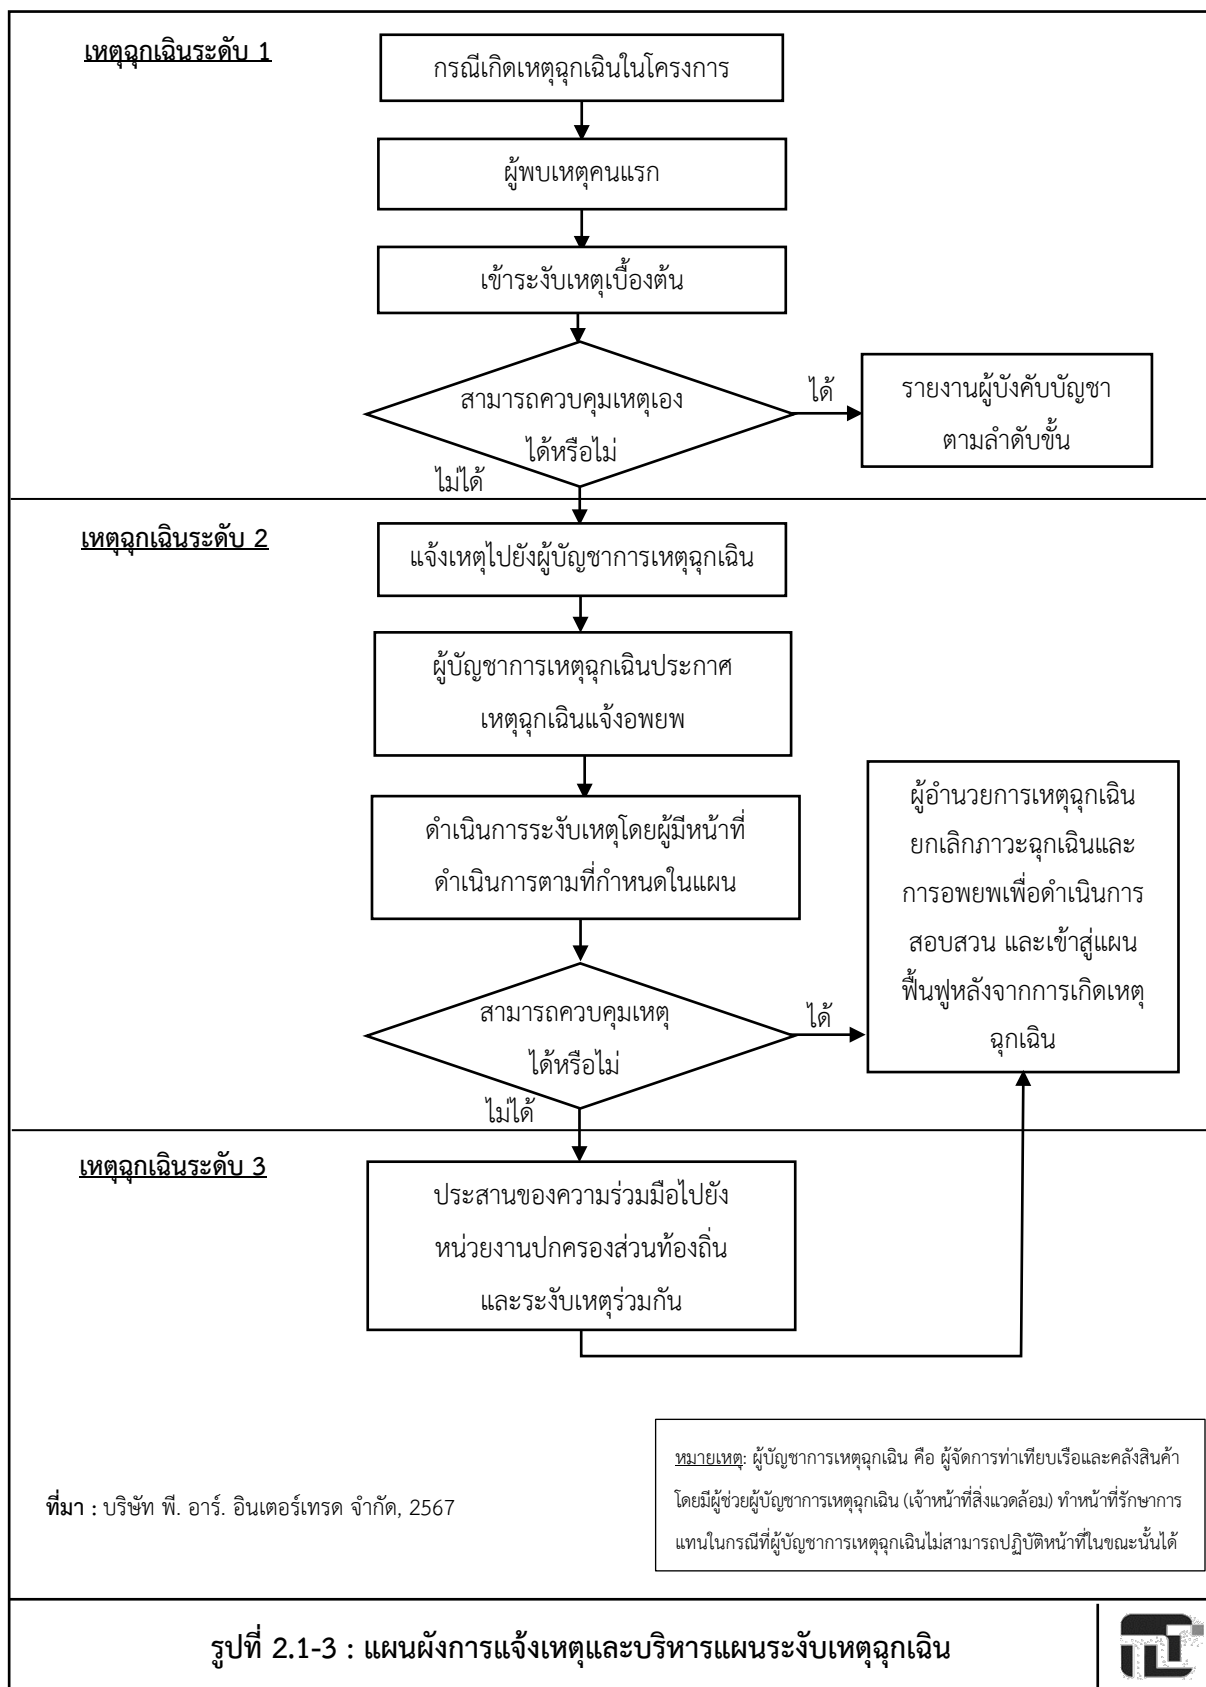 เหตุฉุกเฉินระดับ 1
กรณีเกิดเหตุฉุกเฉินในโครงการ
ผู้พบเหตุคนแรก
เข้าระงับเหตุเบื้องต้น
สามารถควบคุมเหตุเอง
ได้หรือไม่
ได้
รายงานผู้บังคับบัญชา
ตามลำดับขั้น
ไม่ได้
เหตุฉุกเฉินระดับ 2
แจ้งเหตุไปยังผู้บัญชาการเหตุฉุกเฉิน
ผู้บัญชาการเหตุฉุกเฉินประกาศ
เหตุฉุกเฉินแจ้งอพยพ
ดำเนินการระงับเหตุโดยผู้มีหน้าที่
ดำเนินการตามที่กำหนดในแผน
สามารถควบคุมเหตุ
ได้หรือไม่
ได้
ผู้อำนวยการเหตุฉุกเฉิน
ยกเลิกภาวะฉุกเฉินและ
การอพยพเพื่อดำเนินการ
สอบสวน และเข้าสู่แผน
ฟื้นฟูหลังจากการเกิดเหตุ
ฉุกเฉิน
ไม่ได้
เหตุฉุกเฉินระดับ 3
ประสานของความร่วมมือไปยัง
หน่วยงานปกครองส่วนท้องถิ่น
และระงับเหตุร่วมกัน
หมายเหตุ: ผู้บัญชาการเหตุฉุกเฉิน คือ ผู้จัดการท่าเทียบเรือและคลังสินค้า
โดยมีผู้ช่วยผู้บัญชาการเหตุฉุกเฉิน (เจ้าหน้าที่สิ่งแวดล้อม) ทำหน้าที่รักษาการ
แทนในกรณีที่ผู้บัญชาการเหตุฉุกเฉินไม่สามารถปฏิบัติหน้าที่ในขณะนั้นได้
ที่มา : บริษัท พี. อาร์. อินเตอร์เทรด จำกัด, 2567
รูปที่ 2.1-3 : แผนผังการแจ้งเหตุและบริหารแผนระงับเหตุฉุกเฉิน